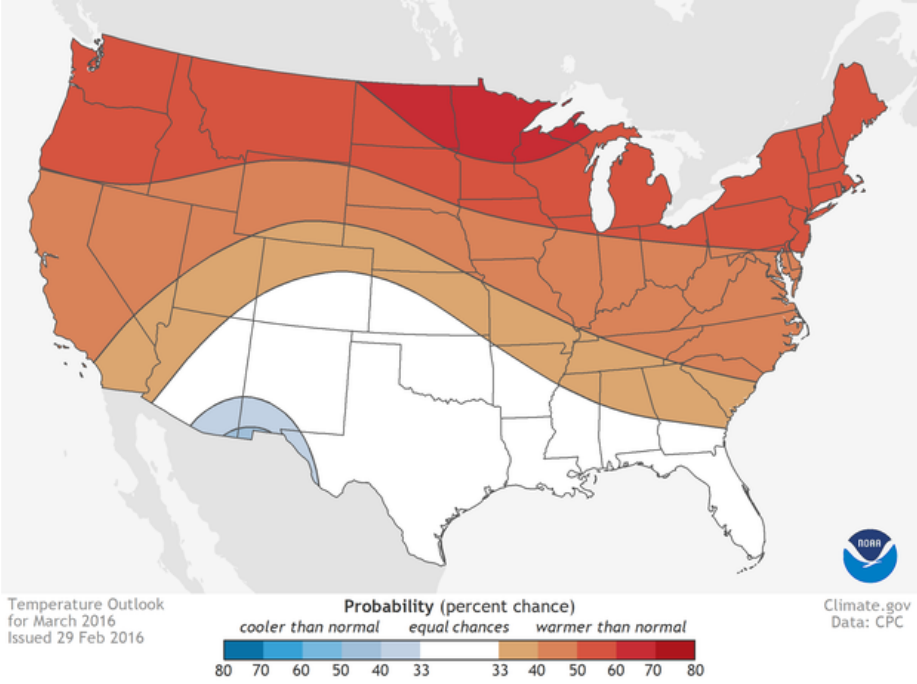 NOAA
Temperature Outlook
for March 2016
Issued 29 Feb 2016
Probability (percent chance)
cooler than normal equal chances warmer than normal
80 70 60 50 40 33 33 40 50 60 70 80
Climate.gov
Data: CPC